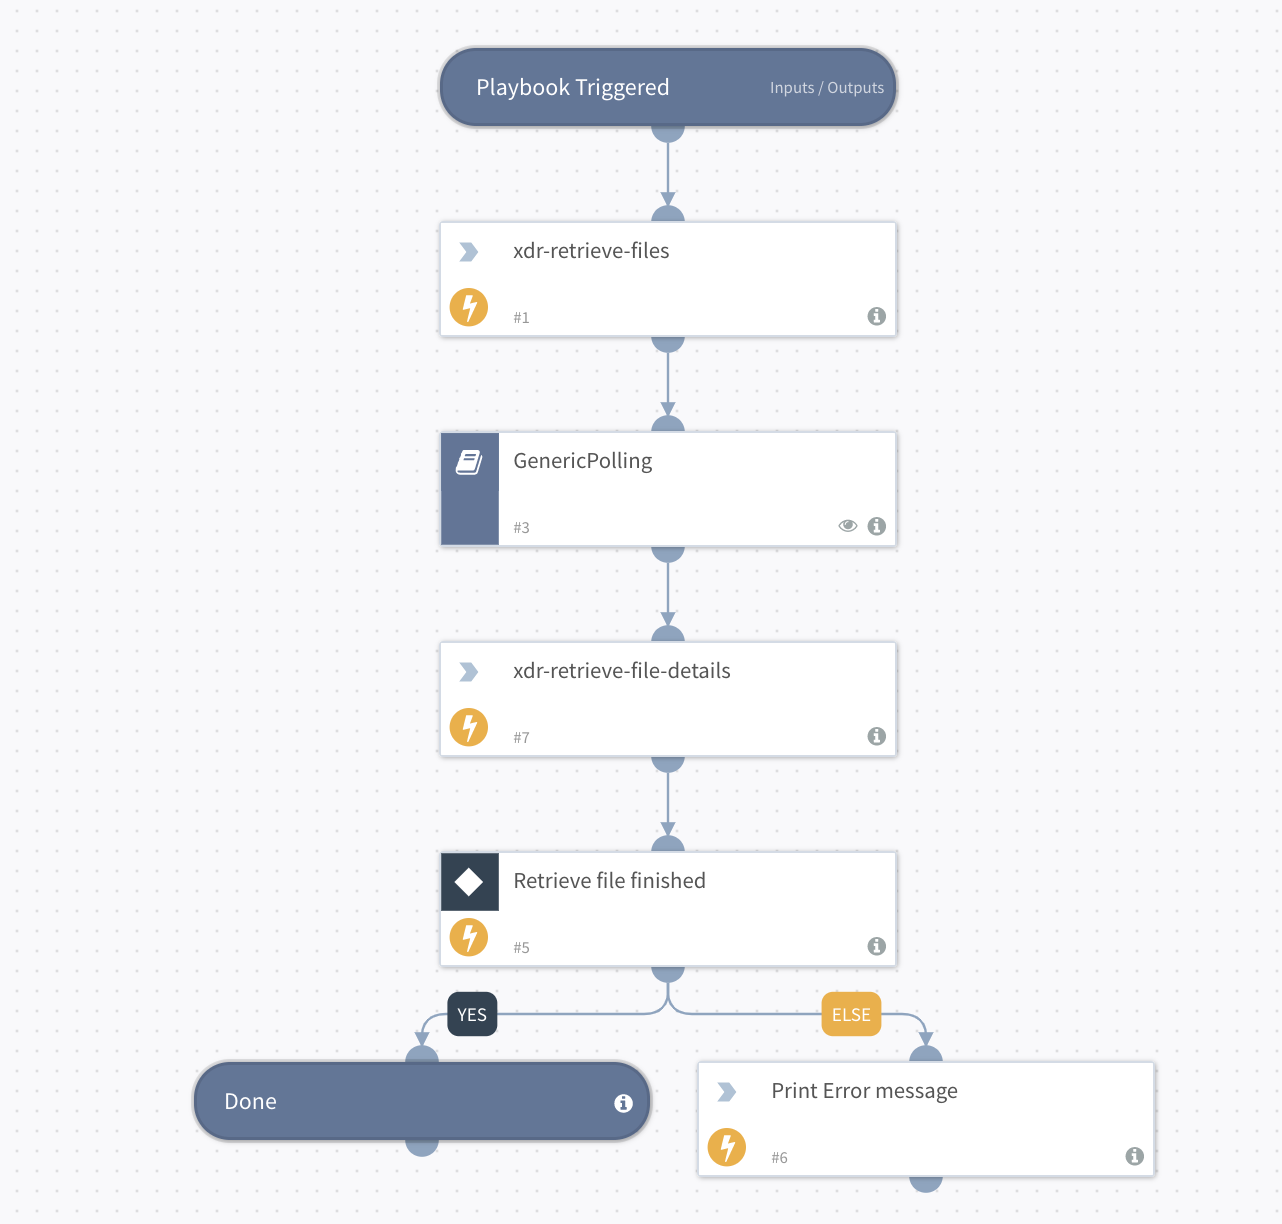 Playbook Triggered Inputs / Outputs
xdr-retrieve-files
#1
GenericPolling
#3
xdr-retrieve-file-details
#7
Retrieve file finished
#5
YES ELSE
Done
Print Error message
#6